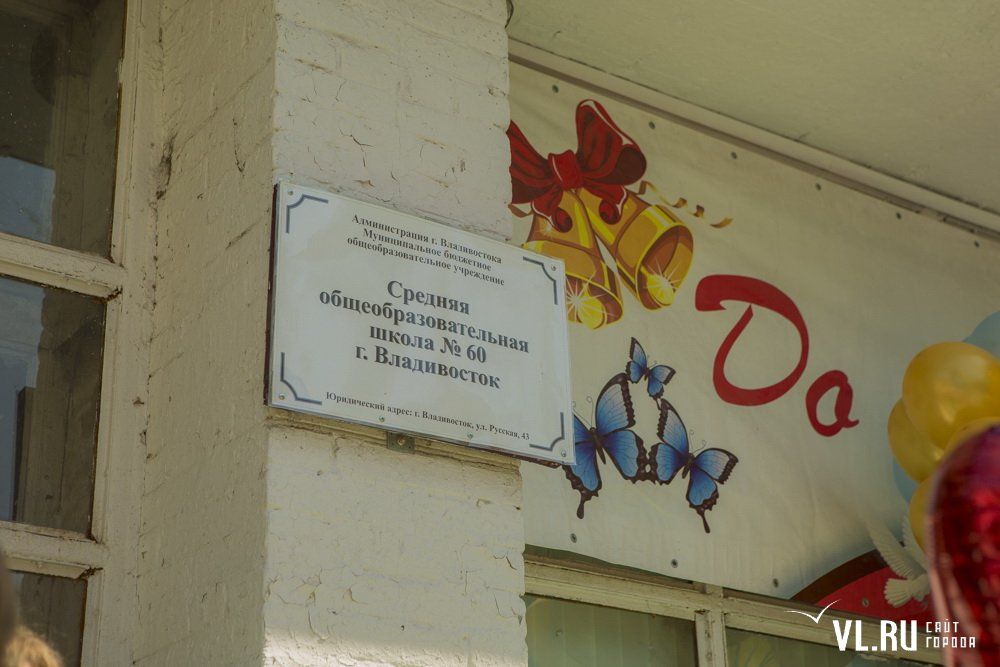 Администрация г. Владивостока
Муниципальное бюджетное
общеобразовательное учреждение
Средняя
общеобразовательная
школа № 60
г. Владивосток
Юридический адрес: г. Владивосток, ул. Русская, 43
До
VL.RU САЙТ
ГОРОДА